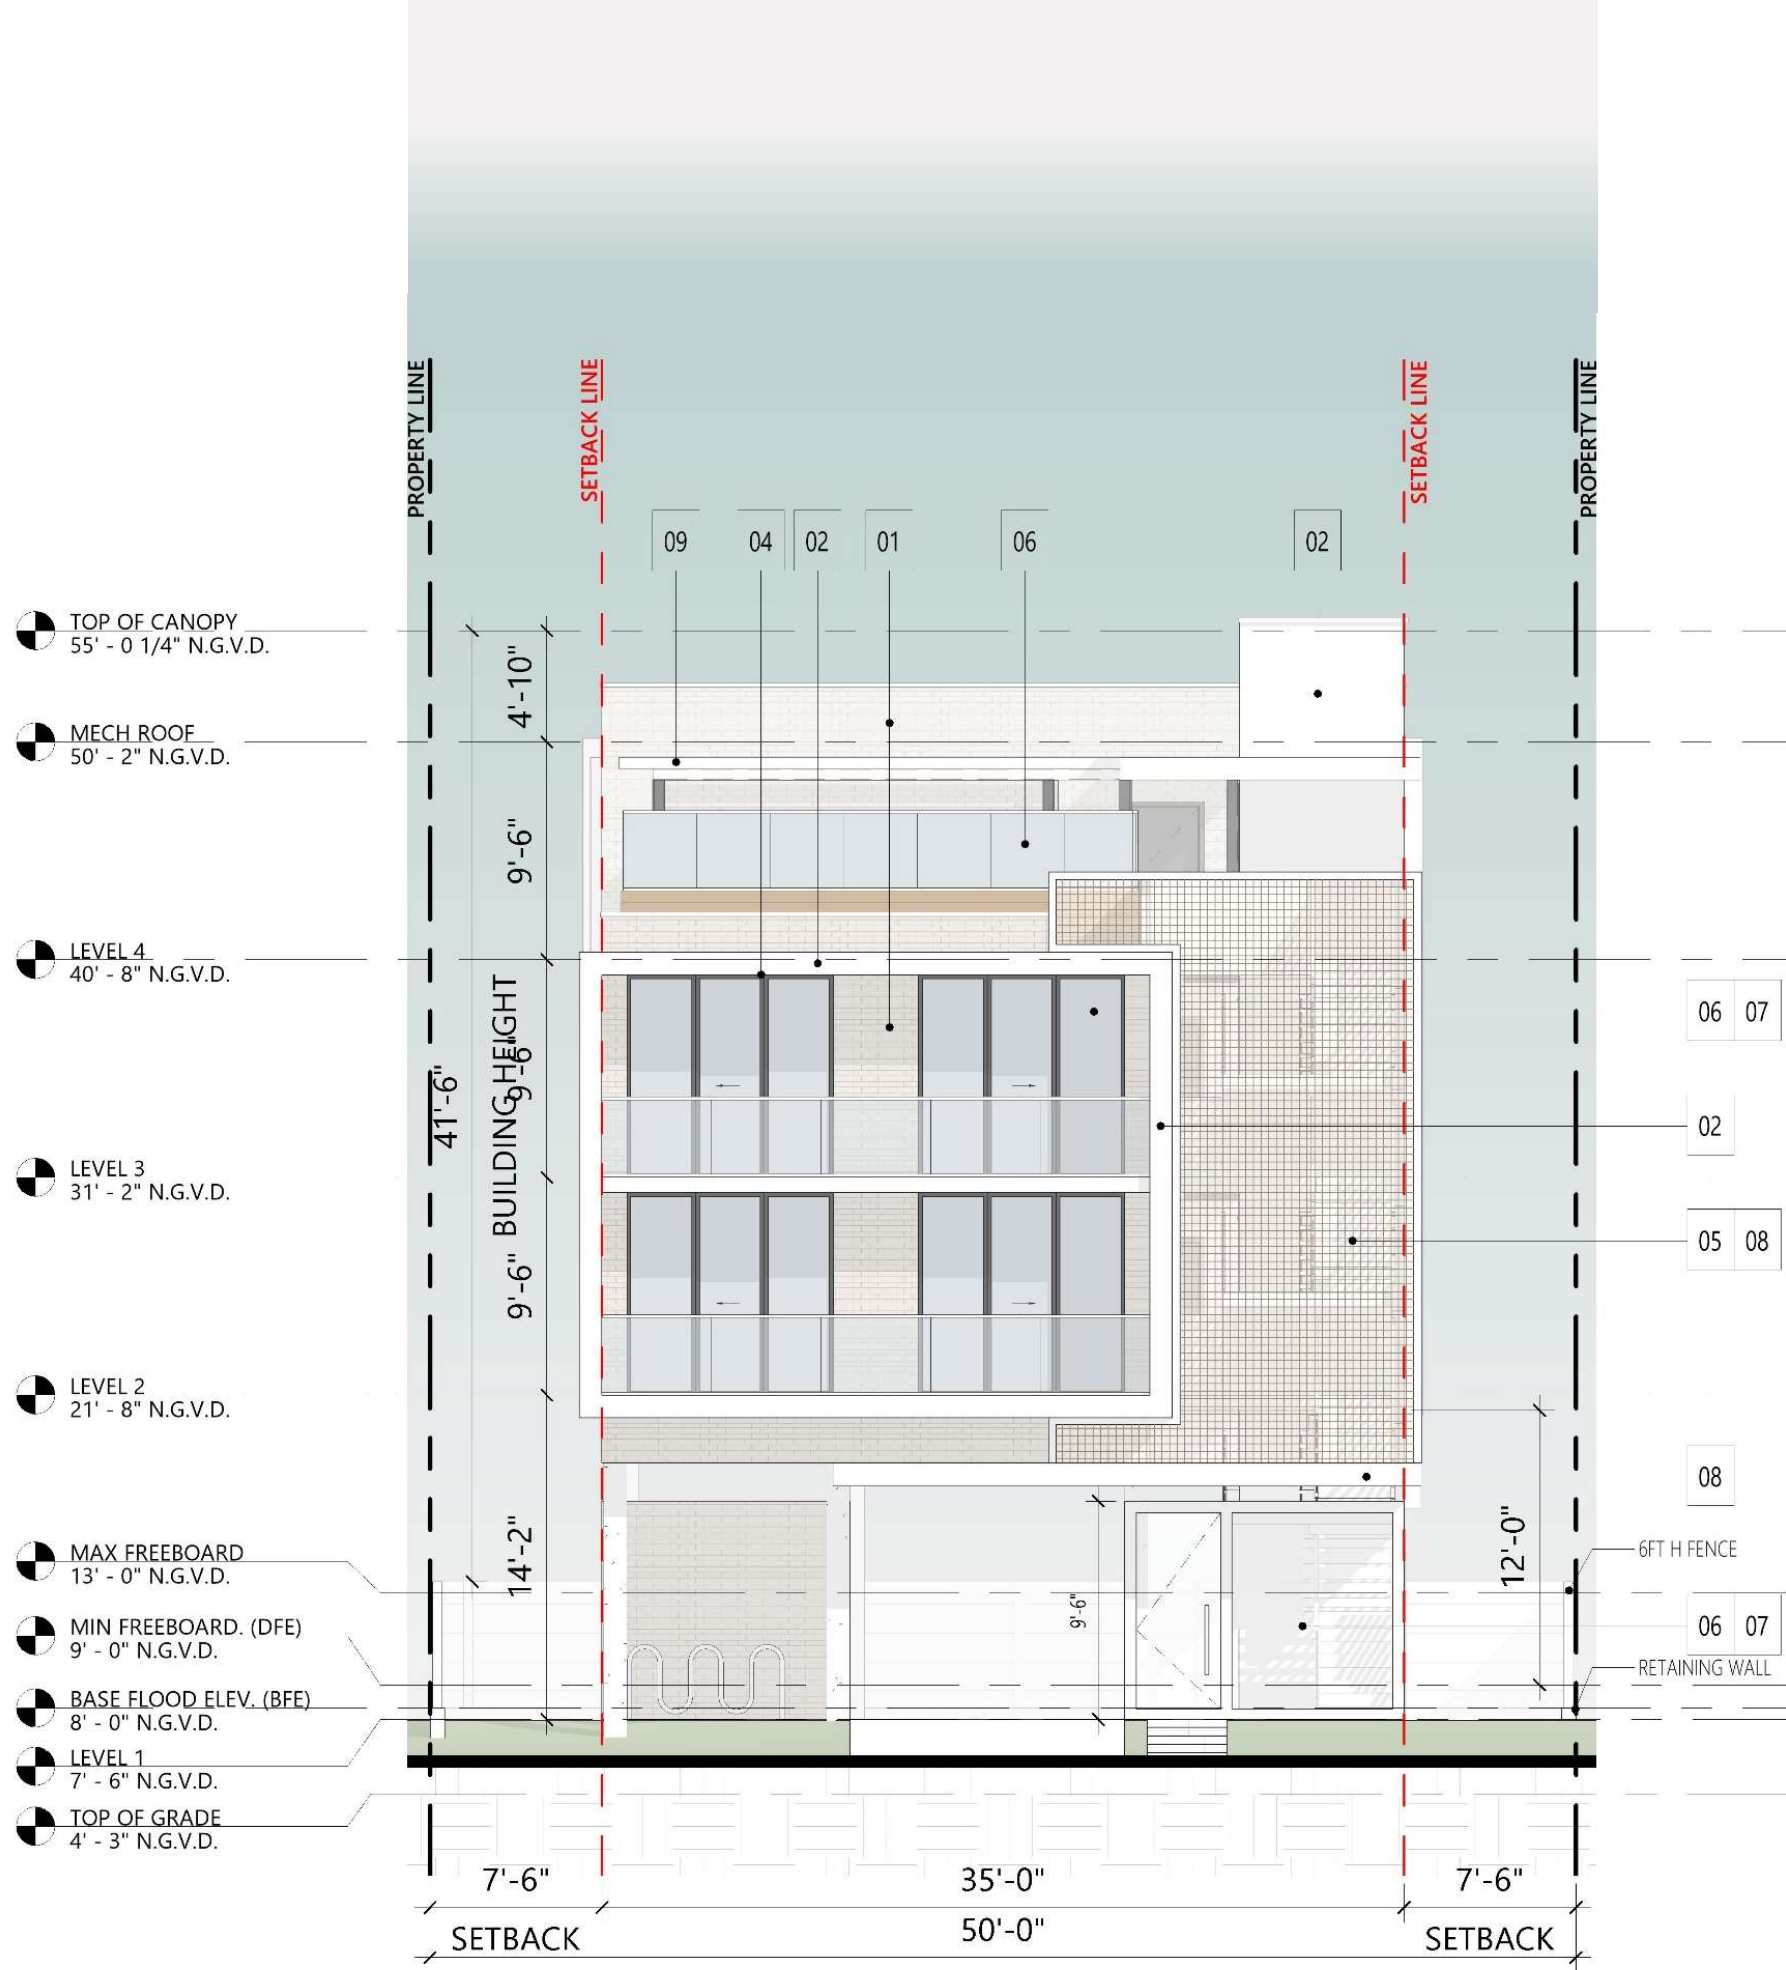 PROPERTY LINE
SETBACK LINE
SETBACK LINE
PROPERTY LINE
09
04
02
01
06
02
TOP OF CANOPY
55' - 0 1/4" N.G.V.D.
4'-10"
MECH ROOF
50' - 2" N.G.V.D.
9'-6"
LEVEL 4
40' - 8" N.G.V.D.
06 07
9'-6"
41'-6"
BUILDING HEIGHT
02
LEVEL 3
31' - 2" N.G.V.D.
05 08
9'-6"
LEVEL 2
21' - 8" N.G.V.D.
08
14'-2"
12'-0"
MAX FREEBOARD
13' - 0" N.G.V.D.
6FT H FENCE
9'-6"
MIN FREEBOARD. (DFE)
9' - 0" N.G.V.D.
06 07
RETAINING WALL
BASE FLOOD ELEV. (BFE)
8' - 0" N.G.V.D.
LEVEL 1
7' - 6" N.G.V.D.
TOP OF GRADE
4' - 3" N.G.V.D.
7'-6"
35'-0"
7'-6"
SETBACK
50'-0"
SETBACK